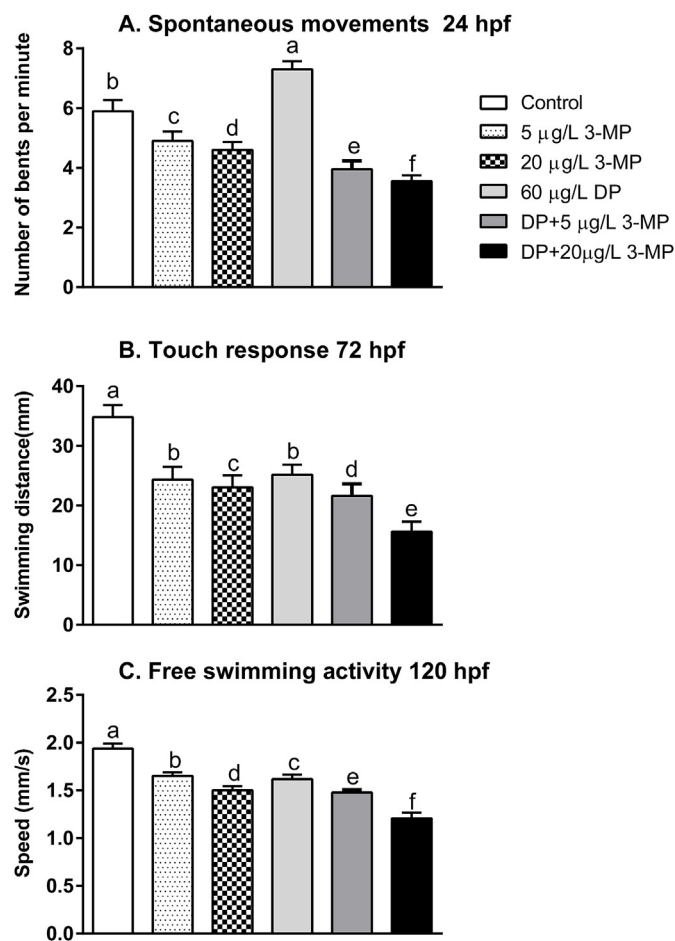 A. Spontaneous movements 24 hpf
Number of bents per minute
8
6
4
2
0
b
c
d
a
e
f
Control
5 μg/L 3-MP
20 μg/L 3-MP
60 μg/L DP
DP+5 μg/L 3-MP
DP+20μg/L 3-MP
B. Touch response 72 hpf
Swimming distance(mm)
40
30
20
10
0
a
b
c
b
d
e
C. Free swimming activity 120 hpf
Speed (mm/s)
2.5
2.0
1.5
1.0
0.5
0.0
a
b
d
c
e
f